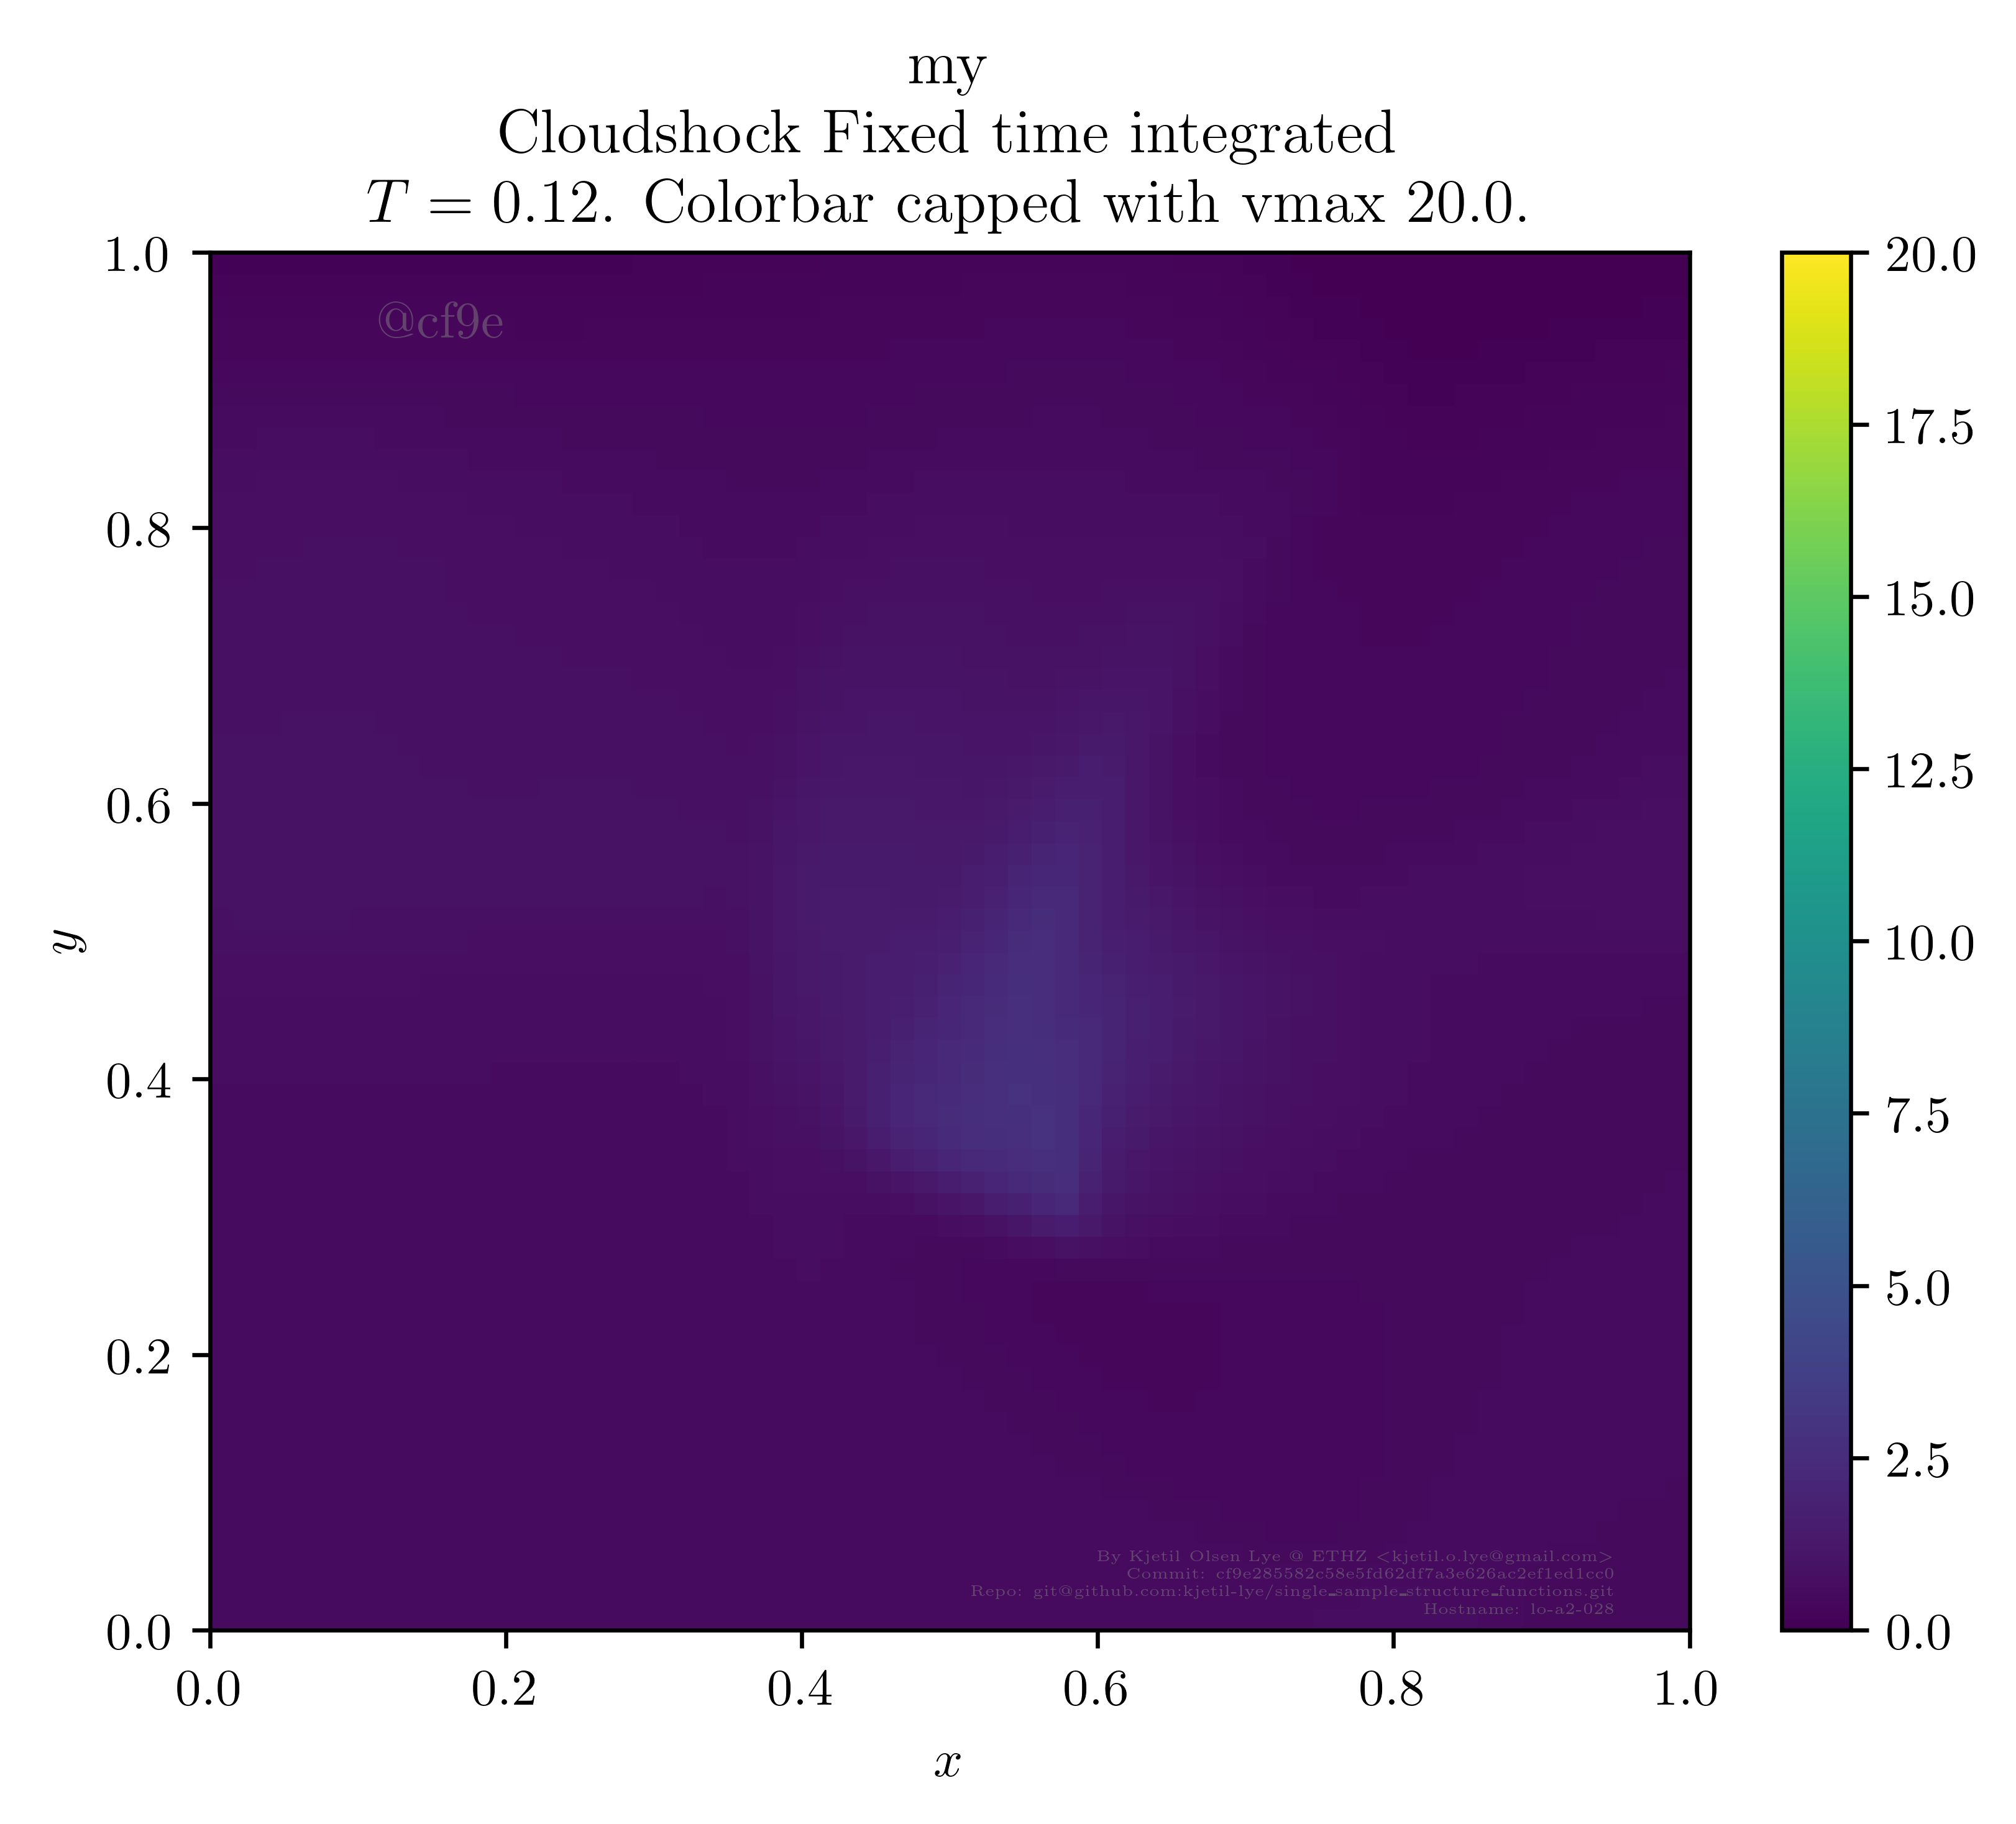 my
Cloudshock Fixed time integrated
T = 0.12. Colorbar capped with vmax 20.0.
@cf9e
1.0
0.8
0.6
0.4
0.2
0.0
y
0.0 0.2 0.4 0.6 0.8 1.0
x
20.0
17.5
15.0
12.5
10.0
7.5
5.0
2.5
0.0
By Kjetil Olsen Lye @ ETHZ <kjetil.o.lye@gmail.com>
Commit: cf9e285582c58e5fd62df7a3e626ac2ef1ed1cc0
Repo: git@github.com:kjetil-lye/single_sample_structure_functions.git
Hostname: lo-a2-028